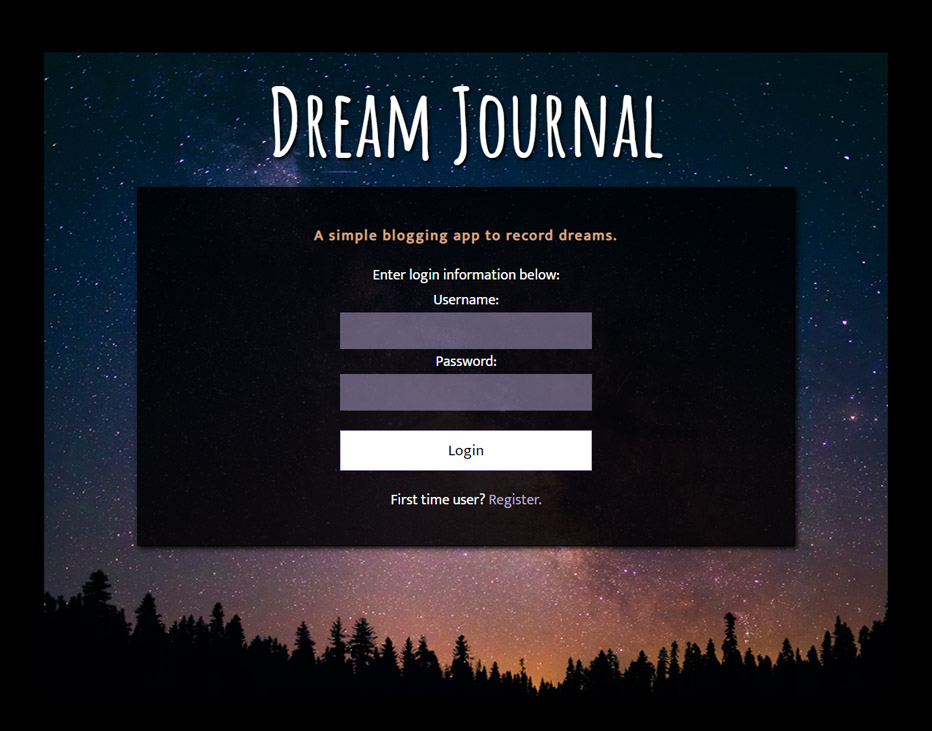 Dream Journal
A simple blogging app to record dreams.
Enter login information below:
Username:
Password:
Login
First time user? Register.